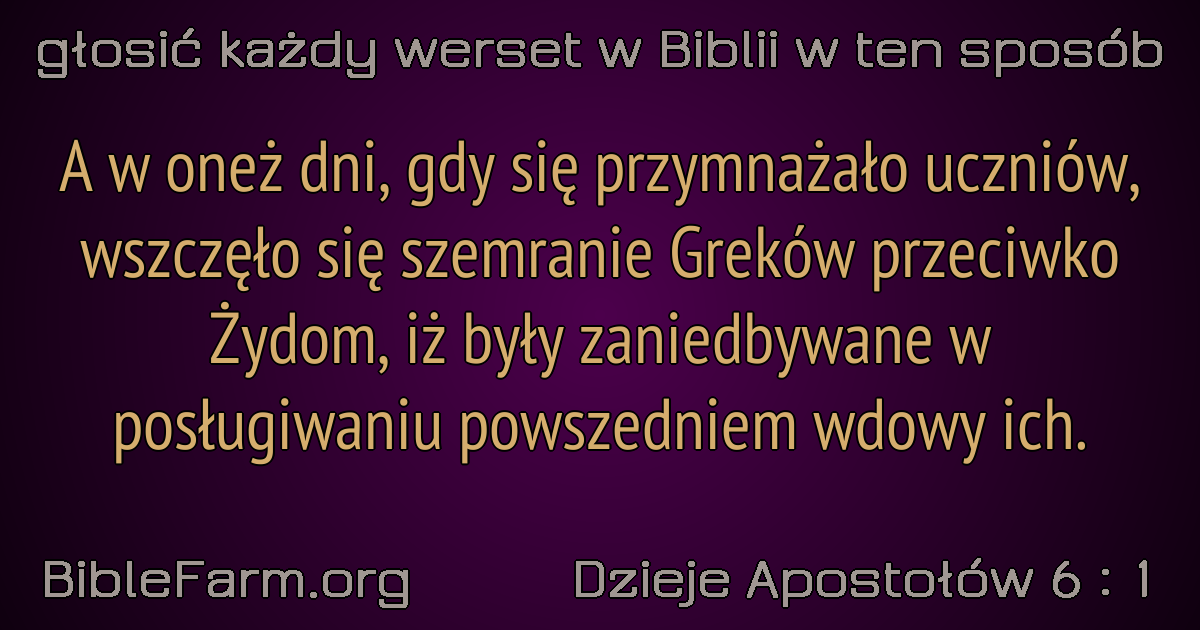 głosić każdy werset w Biblii w ten sposób
A w oneż dni, gdy się przymnażało uczniów,
wszczęło się szemranie Greków przeciwko
Żydom, iż były zaniedbywane w
posługiwaniu powszedniem wdowy ich.
BibleFarm.org
Dzieje Apostołów 6 : 1